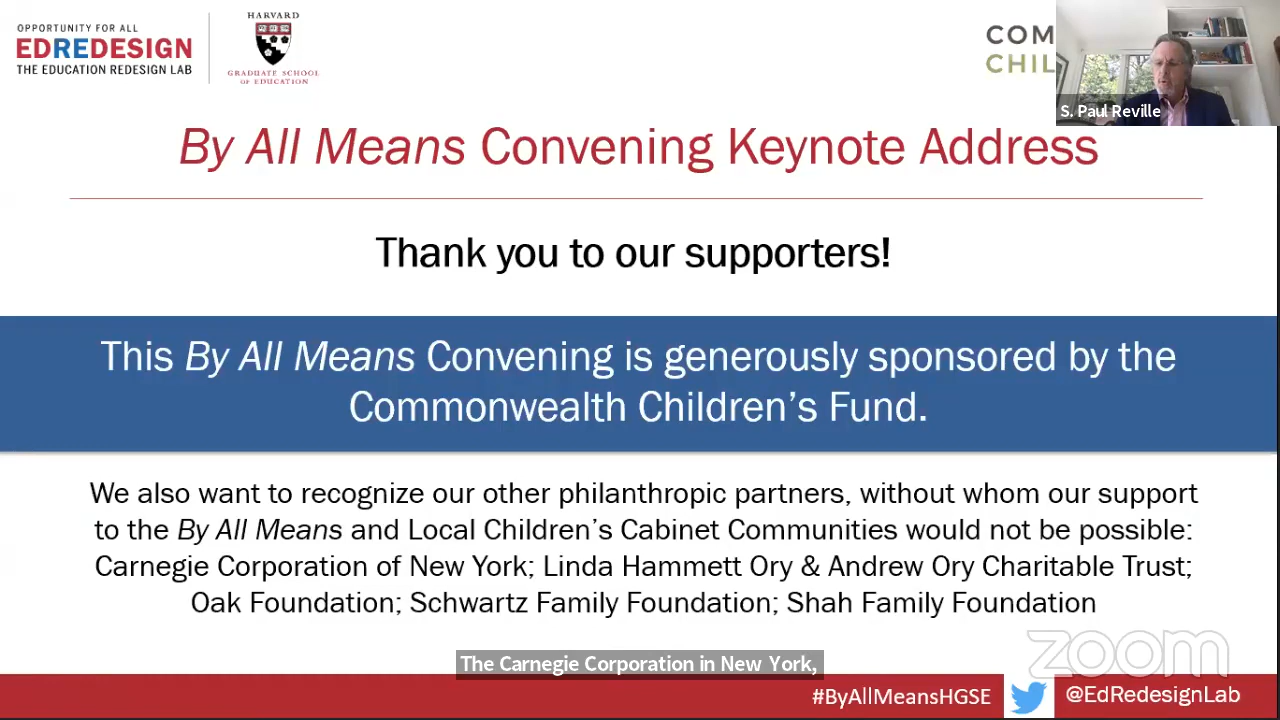 OPPORTUNITY FOR ALL
EDREDESIGN
THE EDUCATION REDESIGN LAB
HARVARD
GRADUATE SCHOOL
OF EDUCATION
COM
CHIL
S. Paul Reville
By All Means Convening Keynote Address
Thank you to our supporters!
This By All Means Convening is generously sponsored by the
Commonwealth Children’s Fund.
We also want to recognize our other philanthropic partners, without whom our support
to the By All Means and Local Children’s Cabinet Communities would not be possible:
Carnegie Corporation of New York; Linda Hammett Ory & Andrew Ory Charitable Trust;
Oak Foundation; Schwartz Family Foundation; Shah Family Foundation
zoom
The Carnegie Corporation in New York,
#ByAllMeansHGSE
@EdRedesignLab